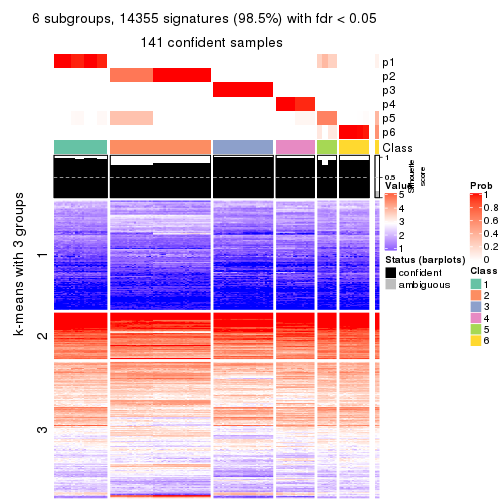 6 subgroups, 14355 signatures (98.5%) with fdr < 0.05
141 confident samples
p1
p2
p3
p4
p5
p6
Class
1
0.5
0
Silhouette
score
k-means with 3 groups
1
2
3
Value
5
4
3
2
1
Status (barplots)
confident
ambiguous
Prob
1
0.8
0.6
0.4
0.2
0
Class
1
2
3
4
5
6